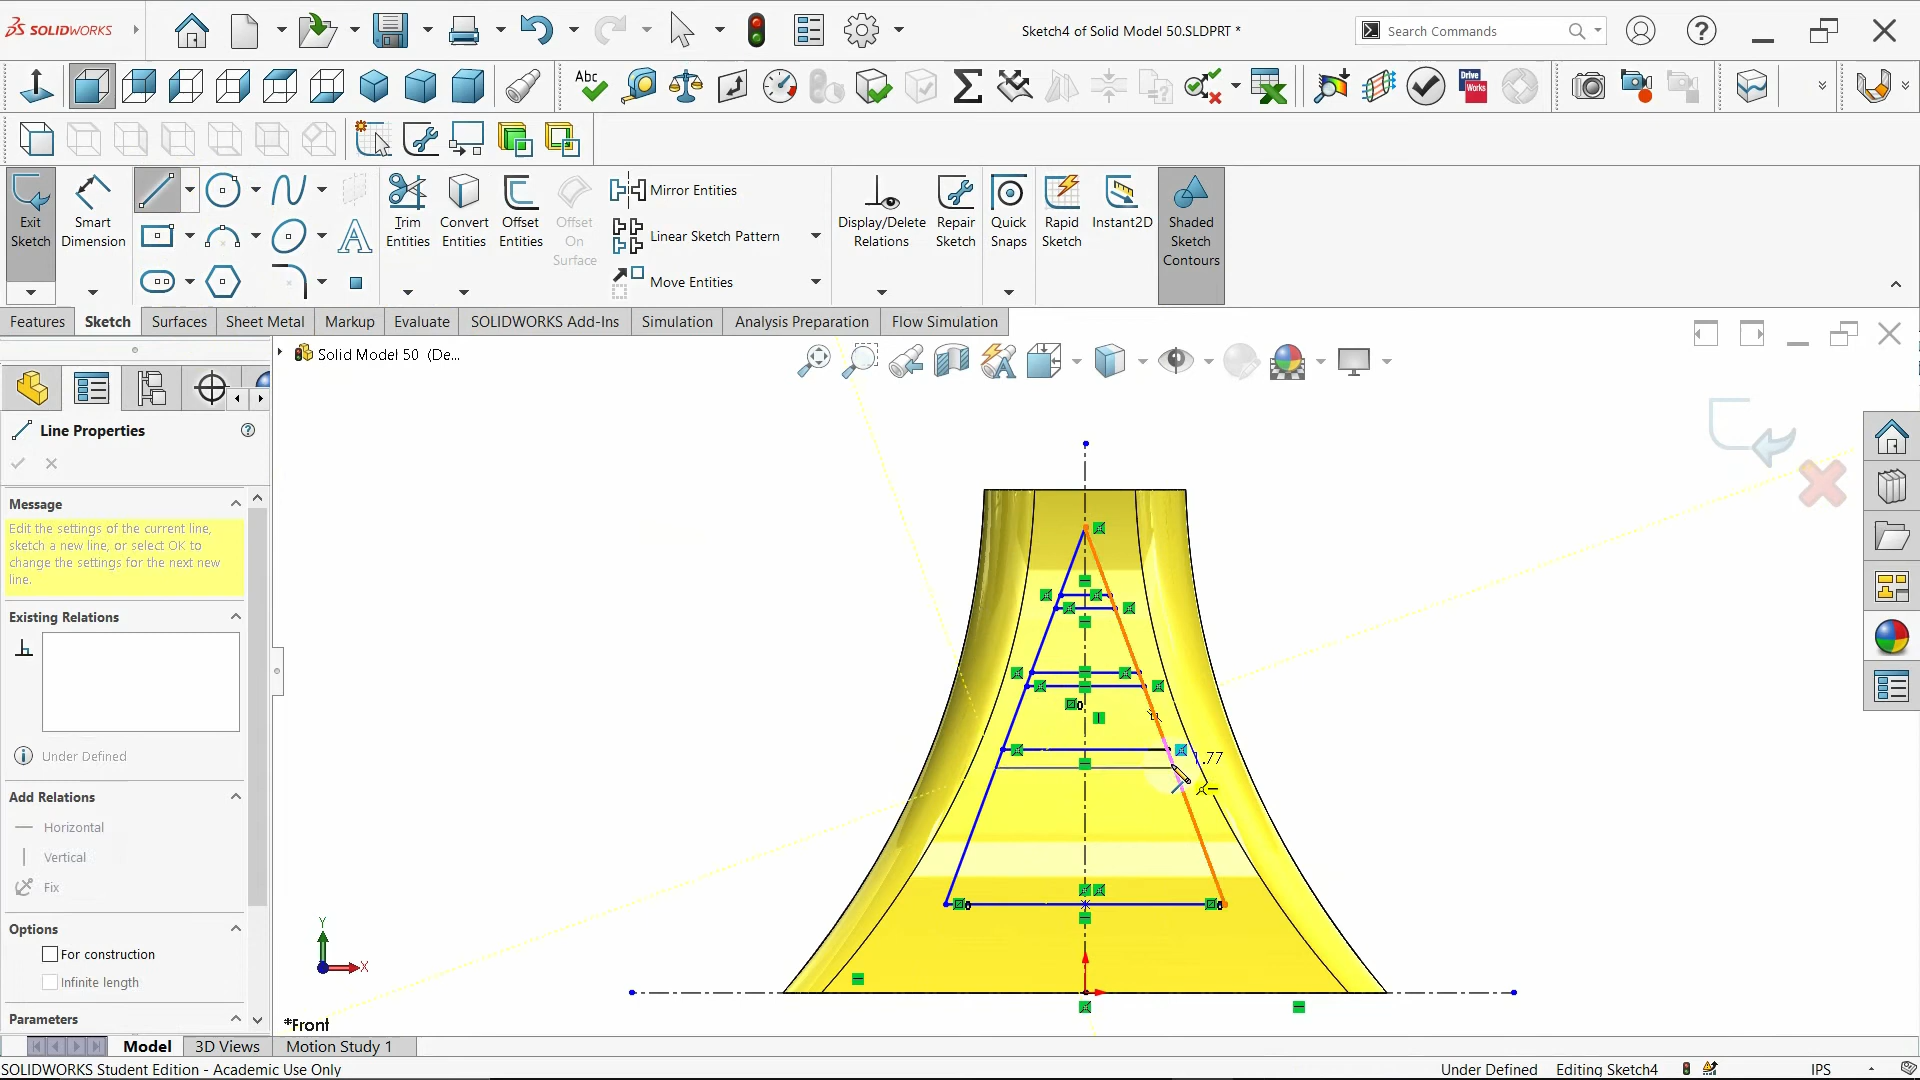 SOLIDWORKS
Sketch4 of Solid Model 50.SLDPRT *
Search Commands
Abc
Drive
Works
Exit
Sketch
Smart
Dimension
Trim
Entities
Convert
Entities
Offset
Entities
Offset
On
Surface
Mirror Entities
Linear Sketch Pattern
Move Entities
Display/Delete
Relations
Repair
Sketch
Quick
Snaps
Rapid
Sketch
Instant2D
Shaded
Sketch
Contours
Features
Sketch
Surfaces
Sheet Metal
Markup
Evaluate
SOLIDWORKS Add-Ins
Simulation
Analysis Preparation
Flow Simulation
Solid Model 50 (De...
Line Properties
Message
Edit the settings of the current line,
sketch a new line, or select OK to
change the settings for the next new
line.
Existing Relations
Under Defined
Add Relations
Horizontal
Vertical
Fix
Options
For construction
Infinite length
Parameters
Y
X
*Front
Model
3D Views
Motion Study 1
SOLIDWORKS Student Edition - Academic Use Only
Under Defined
Editing Sketch4
IPS